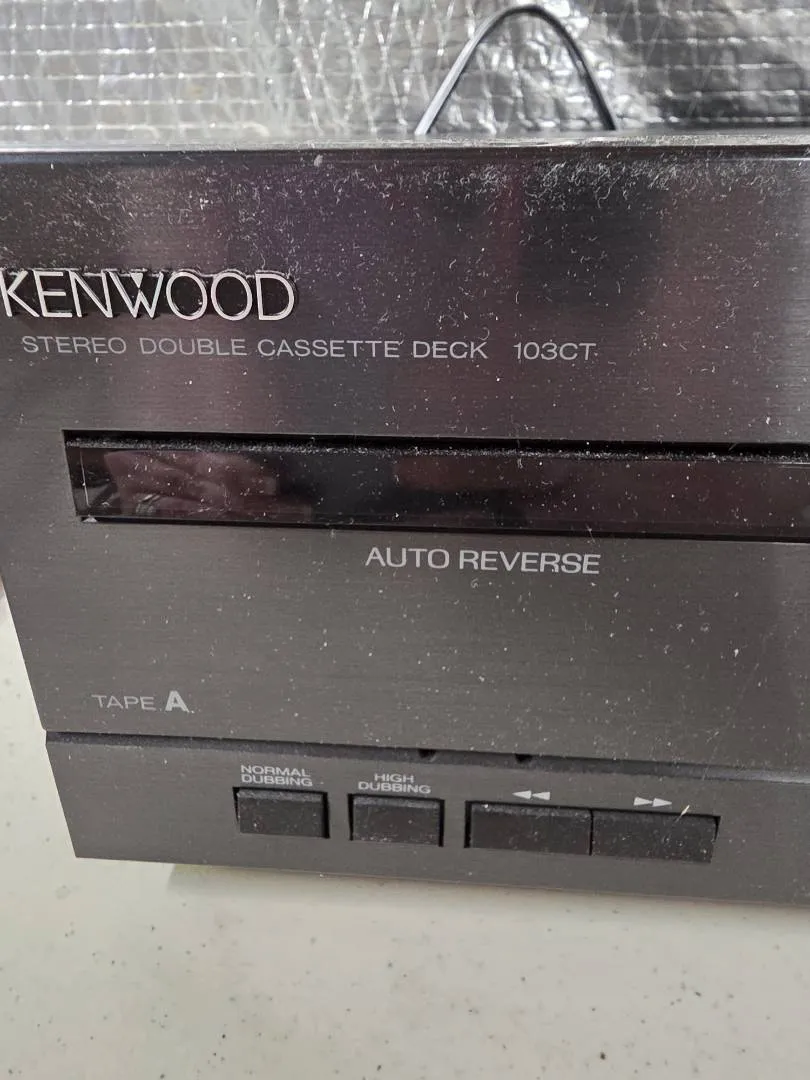 KENWOOD
STEREO DOUBLE CASSETTE DECK 103CT
AUTO REVERSE
TAPE A
NORMAL DUBBING
HIGH DUBBING